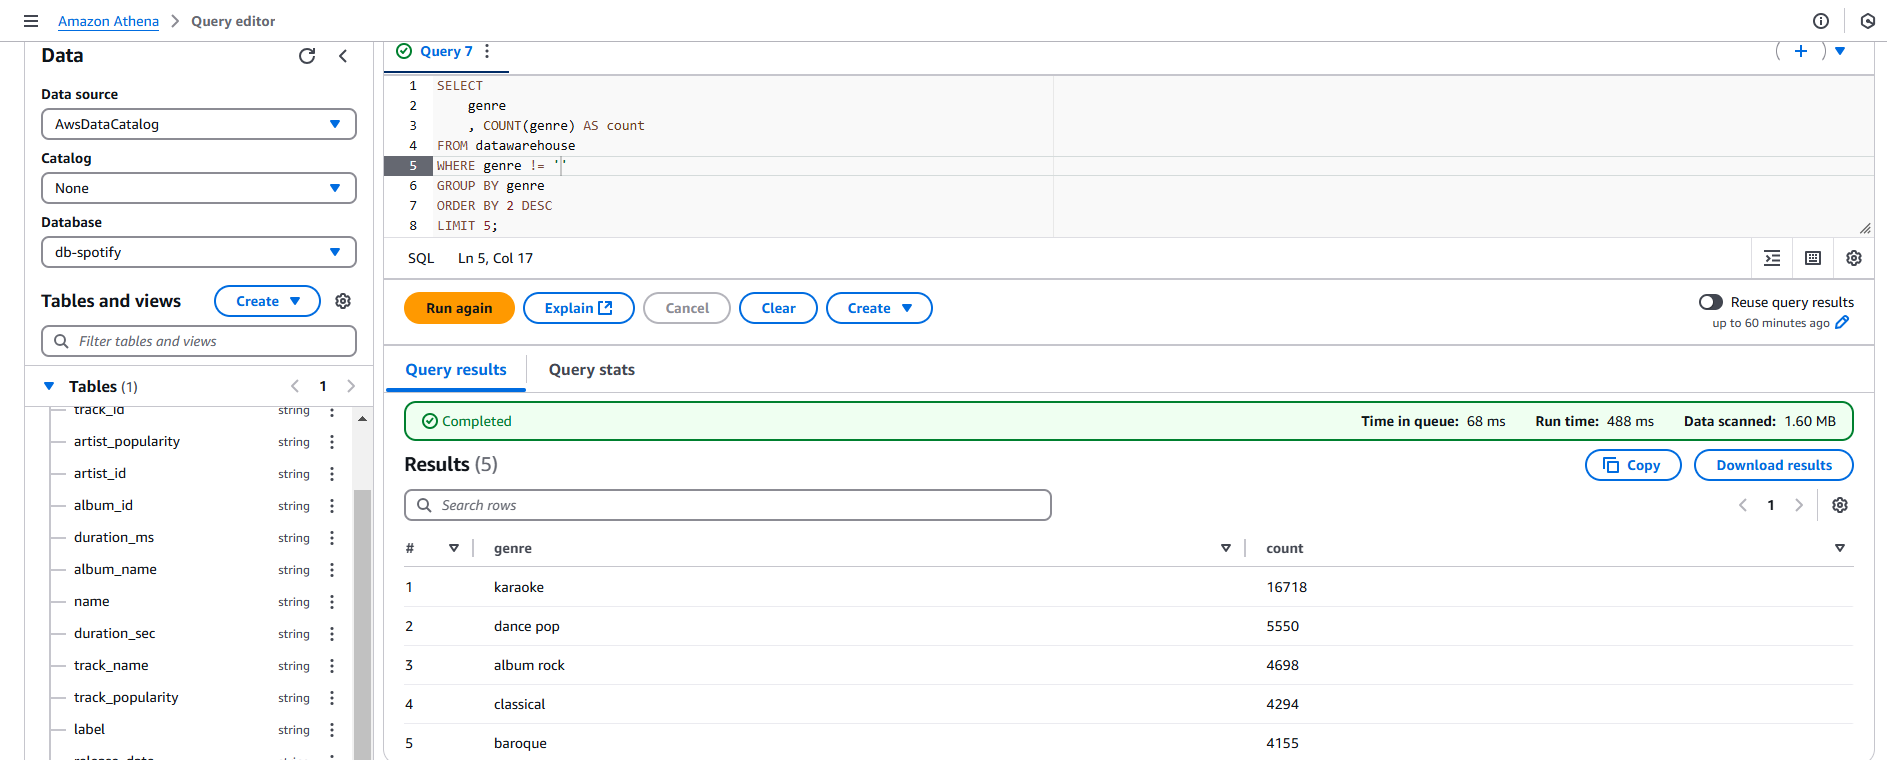 Amazon Athena > Query editor
Data
Data source
AwsDataCatalog
Catalog
None
Database
db-spotify
Tables and views
Create
Filter tables and views
Tables (1)
1
track_id string
artist_popularity string
artist_id string
album_id string
duration_ms string
album_name string
name string
duration_sec string
track_name string
track_popularity string
label string
release_date
Query 7
1 SELECT
2 genre
3 , COUNT(genre) AS count
4 FROM datawarehouse
5 WHERE genre != ''
6 GROUP BY genre
7 ORDER BY 2 DESC
8 LIMIT 5;
SQL Ln 5, Col 17
Run again Explain Cancel Clear Create
Reuse query results
up to 60 minutes ago
Query results Query stats
Completed Time in queue: 68 ms Run time: 488 ms Data scanned: 1.60 MB
Results (5) Copy Download results
Search rows 1
# genre count
1 karaoke 16718
2 dance pop 5550
3 album rock 4698
4 classical 4294
5 baroque 4155